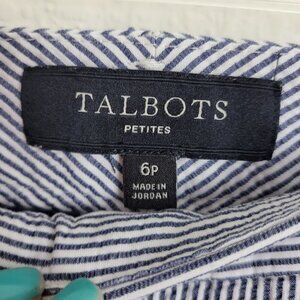 TALBOTS
PETITES
6P
MADE IN
JORDAN